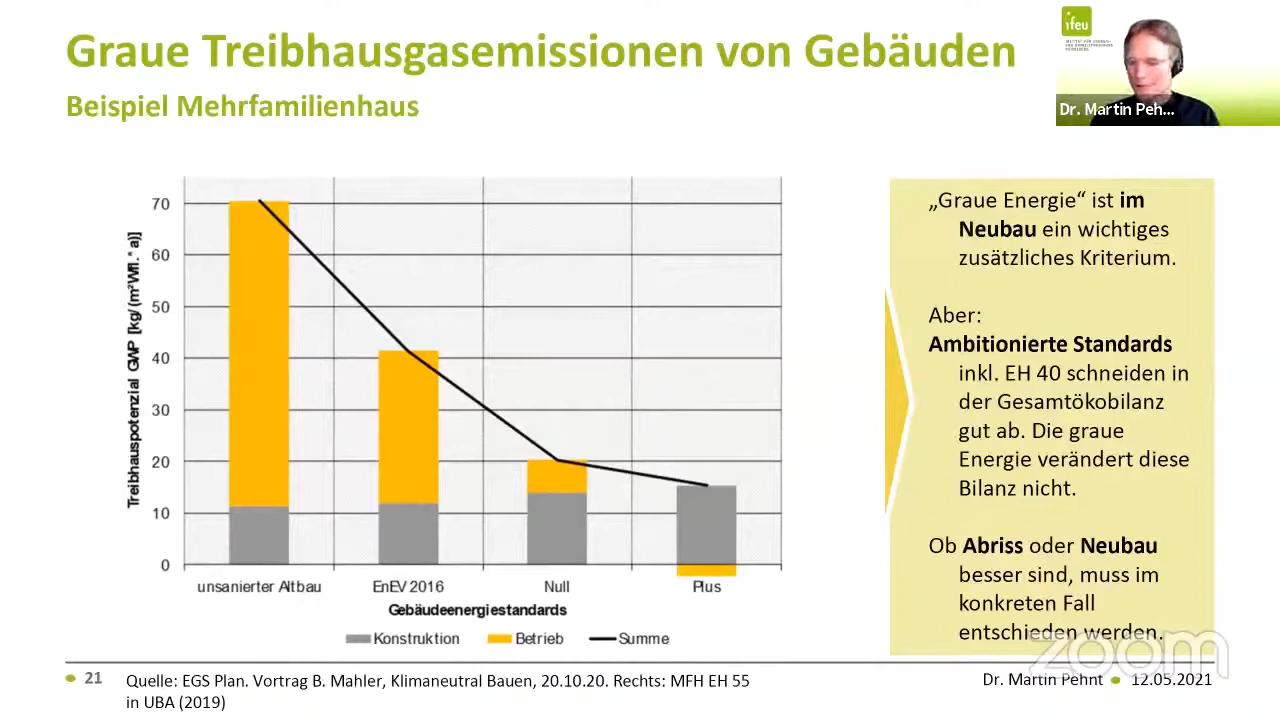 Graue Treibhausgasemissionen von Gebäuden
Beispiel Mehrfamilienhaus
ifeu
Dr. Martin Peh...
Treibhauspotenzial GWP [kg/(m²Wfl.*a)]
70
60
50
40
30
20
10
0
unsanierter Altbau
EnEV 2016
Null
Plus
Gebäudeenergiestandards
Konstruktion
Betrieb
Summe
„Graue Energie“ ist im
Neubau ein wichtiges
zusätzliches Kriterium.
Aber:
Ambitionierte Standards
inkl. EH 40 schneiden in
der Gesamtökobilanz
gut ab. Die graue
Energie verändert diese
Bilanz nicht.
Ob Abriss oder Neubau
besser sind, muss im
konkreten Fall
entschieden werden.
zoom
21
Quelle: EGS Plan. Vortrag B. Mahler, Klimaneutral Bauen, 20.10.20. Rechts: MFH EH 55
in UBA (2019)
Dr. Martin Pehnt
12.05.2021